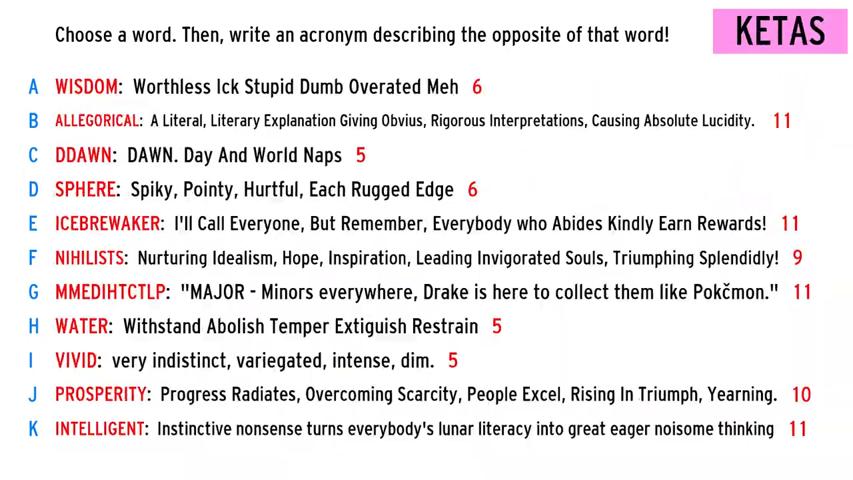 Choose a word. Then, write an acronym describing the opposite of that word!
KETAS
A WISDOM: Worthless Ick Stupid Dumb Overated Meh 6
B ALLEGORICAL: A Literal, Literary Explanation Giving Obvius, Rigorous Interpretations, Causing Absolute Lucidity. 11
C DDAWN: DAWN. Day And World Naps 5
D SPHERE: Spiky, Pointy, Hurtful, Each Rugged Edge 6
E ICEBREWAKER: I'll Call Everyone, But Remember, Everybody who Abides Kindly Earn Rewards! 11
F NIHILISTS: Nurturing Idealism, Hope, Inspiration, Leading Invigorated Souls, Triumphing Splendidly! 9
G MMEDIHTCTLP: "MAJOR - Minors everywhere, Drake is here to collect them like Pokčmon." 11
H WATER: Withstand Abolish Temper Extiguish Restrain 5
I VIVID: very indistinct, variegated, intense, dim. 5
J PROSPERITY: Progress Radiates, Overcoming Scarcity, People Excel, Rising In Triumph, Yearning. 10
K INTELLIGENT: Instinctive nonsense turns everybody's lunar literacy into great eager noisome thinking 11